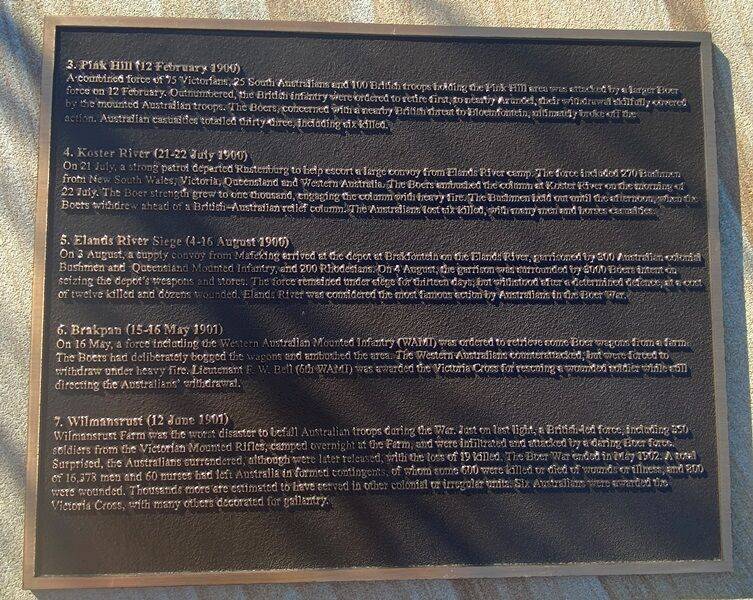 3. Pink Hill (12 February 1900)
A combined force of 75 Victorians, 25 South Australians and 100 British troops holding the Pink Hill area was attacked by a larger Boer
force on 12 February. Outnumbered, the British infantry were ordered to retire first, to nearby Arundel, their withdrawal skilfully covered
by the mounted Australian troops. The Boers, concerned with a nearby British threat to Bloemfontein, ultimately broke off the
action. Australian casualties totalled thirty-three, including six killed.
4. Koster River (21-22 July 1900)
On 21 July, a strong patrol departed Rustenburg to help escort a large convoy from Elands River camp. The force included 270 Bushmen
from New South Wales, Victoria, Queensland and Western Australia. The Boers ambushed the column at Koster River on the morning of
22 July. The Boer strength grew to one thousand, engaging the column with heavy fire. The Bushmen held out until the afternoon, when the
Boers withdrew ahead of a British-Australian relief column. The Australians lost six killed, with many men and horses casualties.
5. Elands River Siege (4-16 August 1900)
On 3 August, a supply convoy from Mafeking arrived at the depot at Brakfontein on the Elands River, garrisoned by 300 Australian colonial
Bushmen and Queensland Mounted Infantry, and 200 Rhodesians. On 4 August, the garrison was surrounded by 3000 Boers intent on
seizing the depot's weapons and stores. The force remained under siege for thirteen days, but withstood after a determined defence, at a cost
of twelve killed and dozens wounded. Elands River was considered the most famous action by Australians in the Boer War.
6. Brakpan (15-16 May 1901)
On 16 May, a force including the Western Australian Mounted Infantry (WAMI) was ordered to retrieve some Boer wagons from a farm.
The Boers had deliberately bogged the wagons and ambushed the area. The Western Australians counterattacked, but were forced to
withdraw under heavy fire. Lieutenant F. W. Bell (6th WAMI) was awarded the Victoria Cross for rescuing a wounded soldier while still
directing the Australians' withdrawal.
7. Wilmansrust (12 June 1901)
Wilmansrust Farm was the worst disaster to befall Australian troops during the War. Just on last light, a British-led force, including 350
soldiers from the Victorian Mounted Rifles, camped overnight at the Farm, and were infiltrated and attacked by a daring Boer force.
Surprised, the Australians surrendered, although were later released, with the loss of 19 killed. The Boer War ended in May 1902. A total
of 16,378 men and 60 nurses had left Australia in formed contingents, of whom some 600 were killed or died of wounds or illness, and 800
were wounded. Thousands more are estimated to have served in other colonial or irregular units. Six Australians were awarded the
Victoria Cross, with many others decorated for gallantry.